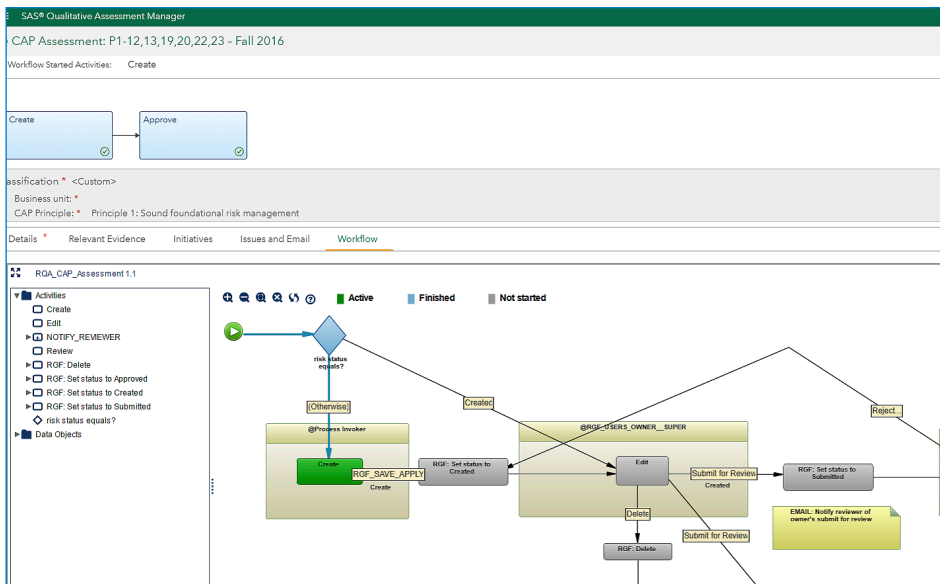 SAS® Qualitative Assessment Manager
CAP Assessment: P1-12,13,19,20,22,23 – Fall 2016
Workflow Started Activities: Create
Create
Approve
assification * <Custom>
Business unit: *
CAP Principle: * Principle 1: Sound foundational risk management
Details * Relevant Evidence Initiatives Issues and Email Workflow
RQA_CAP_Assessment 1.1
Activities
Create
Edit
NOTIFY_REVIEWER
Review
RGF: Delete
RGF: Set status to Approved
RGF: Set status to Created
RGF: Set status to Submitted
risk status equals?
Data Objects
Active Finished Not started
risk status
equals?
(Otherwise)
Created
Reject...
@Process Invoker
@RGF_USERS_OWNER__SUPER
Create
RGF_SAVE_APPLY
Create
RGF: Set status to
Created
Edit
Submit for Review
Created
RGF: Set status to
Submitted
EMAIL: Notify reviewer of
owner's submit for review
Delete
Submit for Review
RGF: Delete